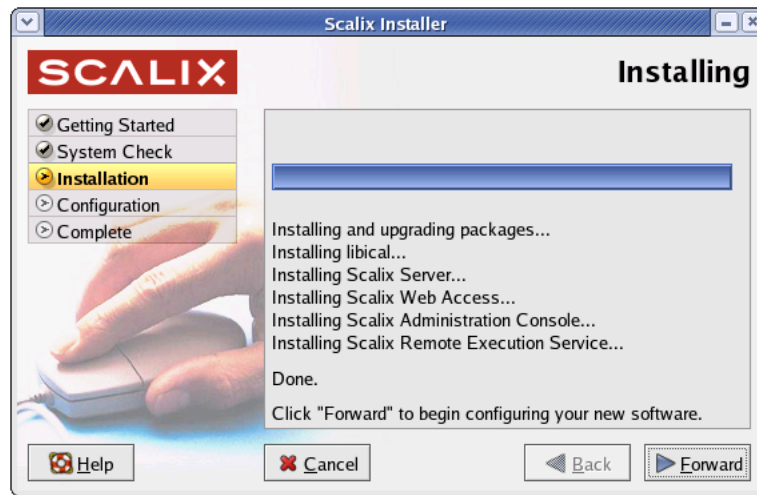 Scalix Installer
SCALIX
Installing
Getting Started
System Check
Installation
Configuration
Complete
Installing and upgrading packages...
Installing libical...
Installing Scalix Server...
Installing Scalix Web Access...
Installing Scalix Administration Console...
Installing Scalix Remote Execution Service...
Done.
Click "Forward" to begin configuring your new software.
Help
Cancel
Back
Forward